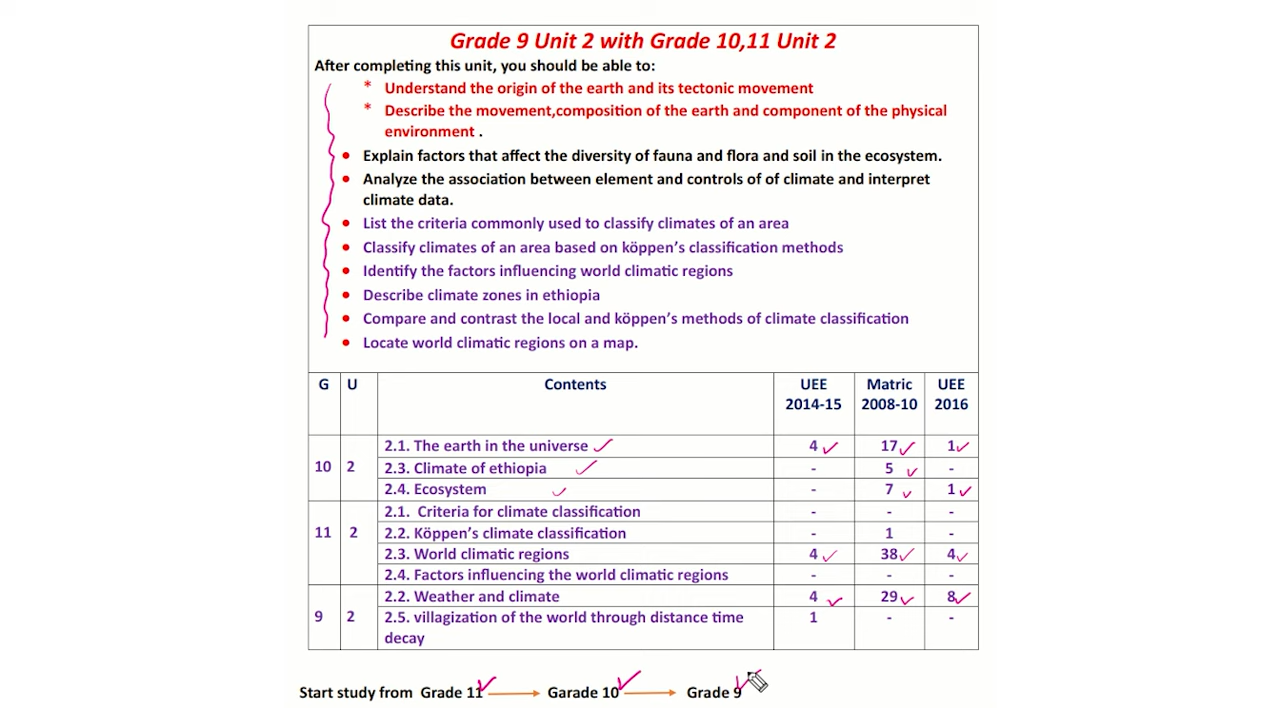 Grade 9 Unit 2 with Grade 10,11 Unit 2
After completing this unit, you should be able to:
* Understand the origin of the earth and its tectonic movement
* Describe the movement,composition of the earth and component of the physical
environment .
• Explain factors that affect the diversity of fauna and flora and soil in the ecosystem.
• Analyze the association between element and controls of of climate and interpret
climate data.
• List the criteria commonly used to classify climates of an area
• Classify climates of an area based on köppen’s classification methods
• Identify the factors influencing world climatic regions
• Describe climate zones in ethiopia
• Compare and contrast the local and köppen’s methods of climate classification
• Locate world climatic regions on a map.
G U Contents UEE 2014-15 Matric 2008-10 UEE 2016
10 2 2.1. The earth in the universe 4 17 1
2.3. Climate of ethiopia - 5 -
2.4. Ecosystem - 7 1
11 2 2.1. Criteria for climate classification - - -
2.2. Köppen’s climate classification - 1 -
2.3. World climatic regions 4 38 4
2.4. Factors influencing the world climatic regions - - -
9 2 2.2. Weather and climate 4 29 8
2.5. villagization of the world through distance time 1 - -
decay
Start study from Grade 11 → Garade 10 → Grade 9